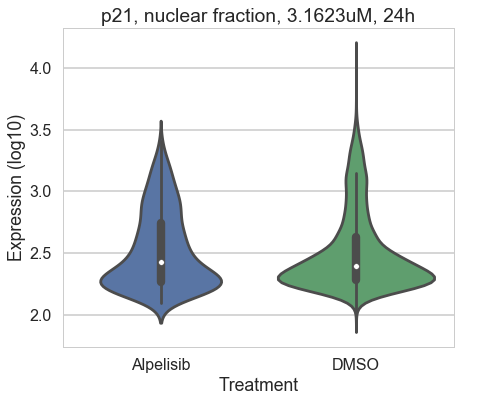 p21, nuclear fraction, 3.1623uM, 24h
Expression (log10)
4.0
3.5
3.0
2.5
2.0
Alpelisib DMSO
Treatment